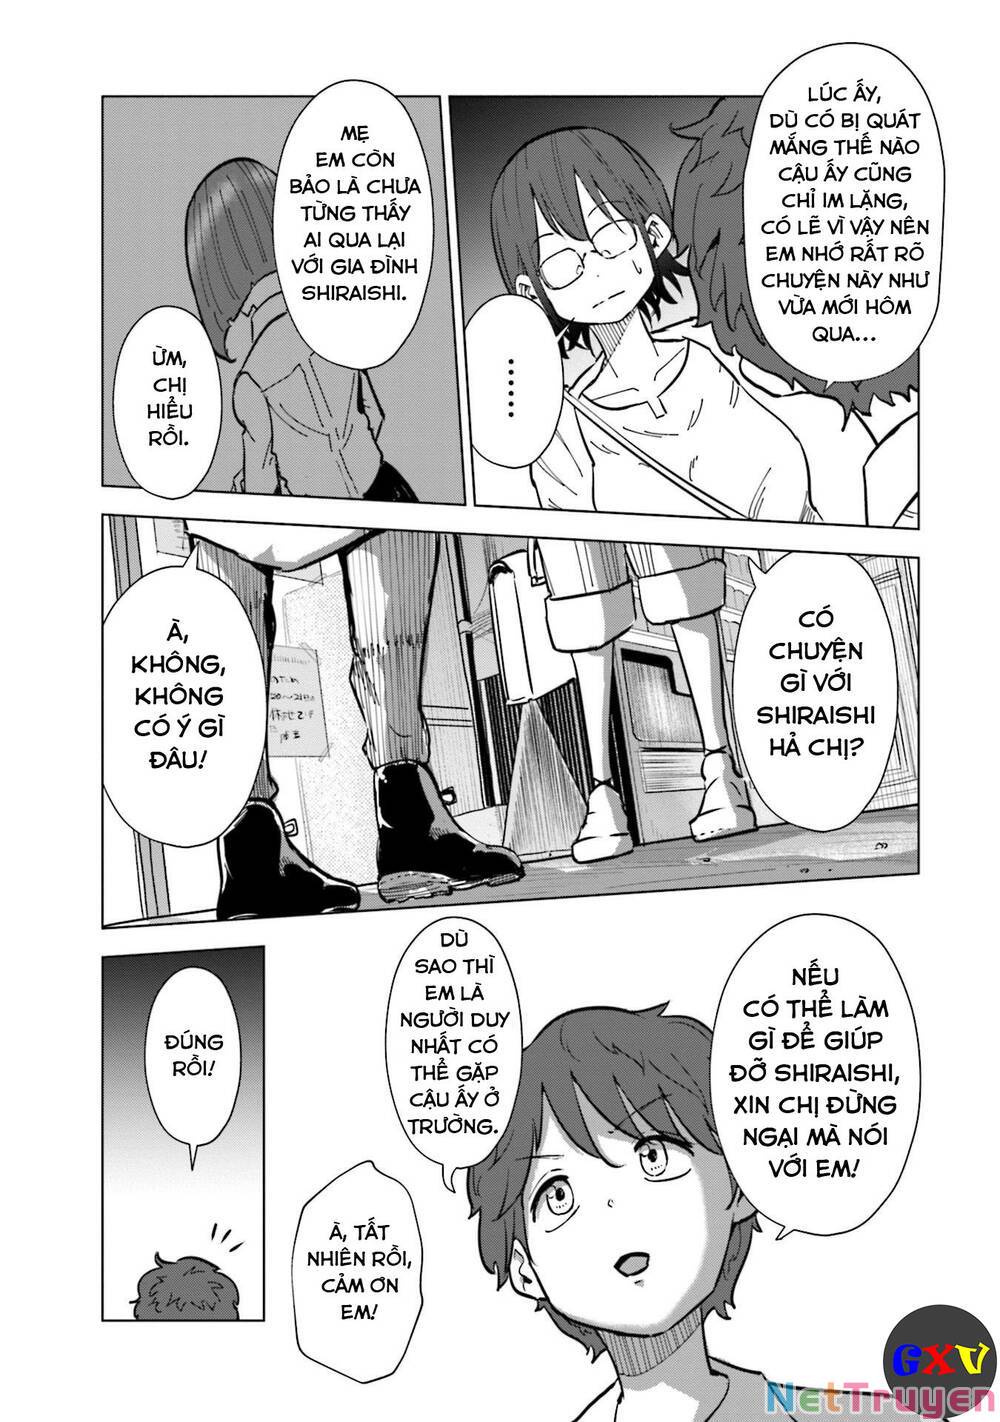 LÚC ẤY,
DÙ CÓ BỊ QUÁT
MẮNG THẾ NÀO
CẬU ẤY CŨNG
CHỈ IM LẶNG,
CÓ LẼ VÌ VẬY NÊN
EM NHỚ RẤT RÕ
CHUYỆN NÀY NHƯ
VỪA MỚI HÔM
QUA...
......
MẸ
EM CÒN
BẢO LÀ CHƯA
TỪNG THẤY
AI QUA LẠI
VỚI GIA ĐÌNH
SHIRAISHI.
ỪM,
CHỊ
HIỂU
RỒI.
CÓ
CHUYỆN
GÌ VỚI
SHIRAISHI
HẢ CHỊ?
À,
KHÔNG,
KHÔNG
CÓ Ý GÌ
ĐÂU!
NẾU
CÓ THỂ LÀM
GÌ ĐỂ GIÚP
ĐỠ SHIRAISHI,
XIN CHỊ ĐỪNG
NGẠI MÀ NÓI
VỚI EM!
DÙ
SAO THÌ
EM LÀ
NGƯỜI DUY
NHẤT CÓ
THỂ GẶP
CẬU ẤY Ở
TRƯỜNG.
À, TẤT
NHIÊN RỒI,
CẢM ƠN
EM!
ĐÚNG
RỒI!
GXV
NetTruyen